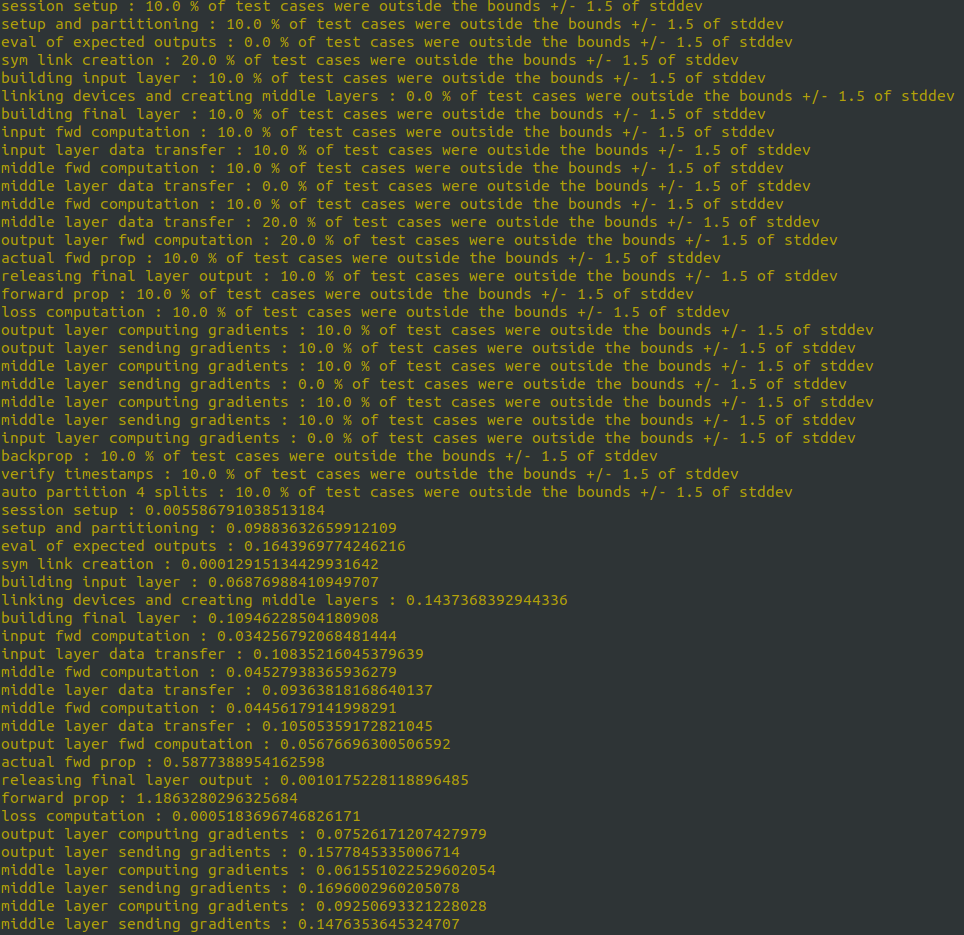 session setup : 10.0 % of test cases were outside the bounds +/- 1.5 of stddev
setup and partitioning : 10.0 % of test cases were outside the bounds +/- 1.5 of stddev
eval of expected outputs : 0.0 % of test cases were outside the bounds +/- 1.5 of stddev
sym link creation : 20.0 % of test cases were outside the bounds +/- 1.5 of stddev
building input layer : 10.0 % of test cases were outside the bounds +/- 1.5 of stddev
linking devices and creating middle layers : 0.0 % of test cases were outside the bounds +/- 1.5 of stddev
building final layer : 10.0 % of test cases were outside the bounds +/- 1.5 of stddev
input fwd computation : 10.0 % of test cases were outside the bounds +/- 1.5 of stddev
input layer data transfer : 10.0 % of test cases were outside the bounds +/- 1.5 of stddev
middle fwd computation : 10.0 % of test cases were outside the bounds +/- 1.5 of stddev
middle layer data transfer : 0.0 % of test cases were outside the bounds +/- 1.5 of stddev
middle fwd computation : 10.0 % of test cases were outside the bounds +/- 1.5 of stddev
middle layer data transfer : 20.0 % of test cases were outside the bounds +/- 1.5 of stddev
output layer fwd computation : 20.0 % of test cases were outside the bounds +/- 1.5 of stddev
actual fwd prop : 10.0 % of test cases were outside the bounds +/- 1.5 of stddev
releasing final layer output : 10.0 % of test cases were outside the bounds +/- 1.5 of stddev
forward prop : 10.0 % of test cases were outside the bounds +/- 1.5 of stddev
loss computation : 10.0 % of test cases were outside the bounds +/- 1.5 of stddev
output layer computing gradients : 10.0 % of test cases were outside the bounds +/- 1.5 of stddev
output layer sending gradients : 10.0 % of test cases were outside the bounds +/- 1.5 of stddev
middle layer computing gradients : 10.0 % of test cases were outside the bounds +/- 1.5 of stddev
middle layer sending gradients : 0.0 % of test cases were outside the bounds +/- 1.5 of stddev
middle layer computing gradients : 10.0 % of test cases were outside the bounds +/- 1.5 of stddev
middle layer sending gradients : 10.0 % of test cases were outside the bounds +/- 1.5 of stddev
input layer computing gradients : 0.0 % of test cases were outside the bounds +/- 1.5 of stddev
backprop : 10.0 % of test cases were outside the bounds +/- 1.5 of stddev
verify timestamps : 10.0 % of test cases were outside the bounds +/- 1.5 of stddev
auto partition 4 splits : 10.0 % of test cases were outside the bounds +/- 1.5 of stddev
session setup : 0.005586791038513184
setup and partitioning : 0.09883632659912109
eval of expected outputs : 0.1643969774246216
sym link creation : 0.00012915134429931642
building input layer : 0.06876988410949707
linking devices and creating middle layers : 0.1437368392944336
building final layer : 0.10946228504180908
input fwd computation : 0.034256792068481444
input layer data transfer : 0.10835216045379639
middle fwd computation : 0.04527938365936279
middle layer data transfer : 0.09363818168640137
middle fwd computation : 0.04456179141998291
middle layer data transfer : 0.10505359172821045
output layer fwd computation : 0.05676696300506592
actual fwd prop : 0.5877388954162598
releasing final layer output : 0.0010175228118896485
forward prop : 1.1863280296325684
loss computation : 0.0005183696746826171
output layer computing gradients : 0.07526171207427979
output layer sending gradients : 0.1577845335006714
middle layer computing gradients : 0.061551022529602054
middle layer sending gradients : 0.1696002960205078
middle layer computing gradients : 0.09250693321228028
middle layer sending gradients : 0.1476353645324707